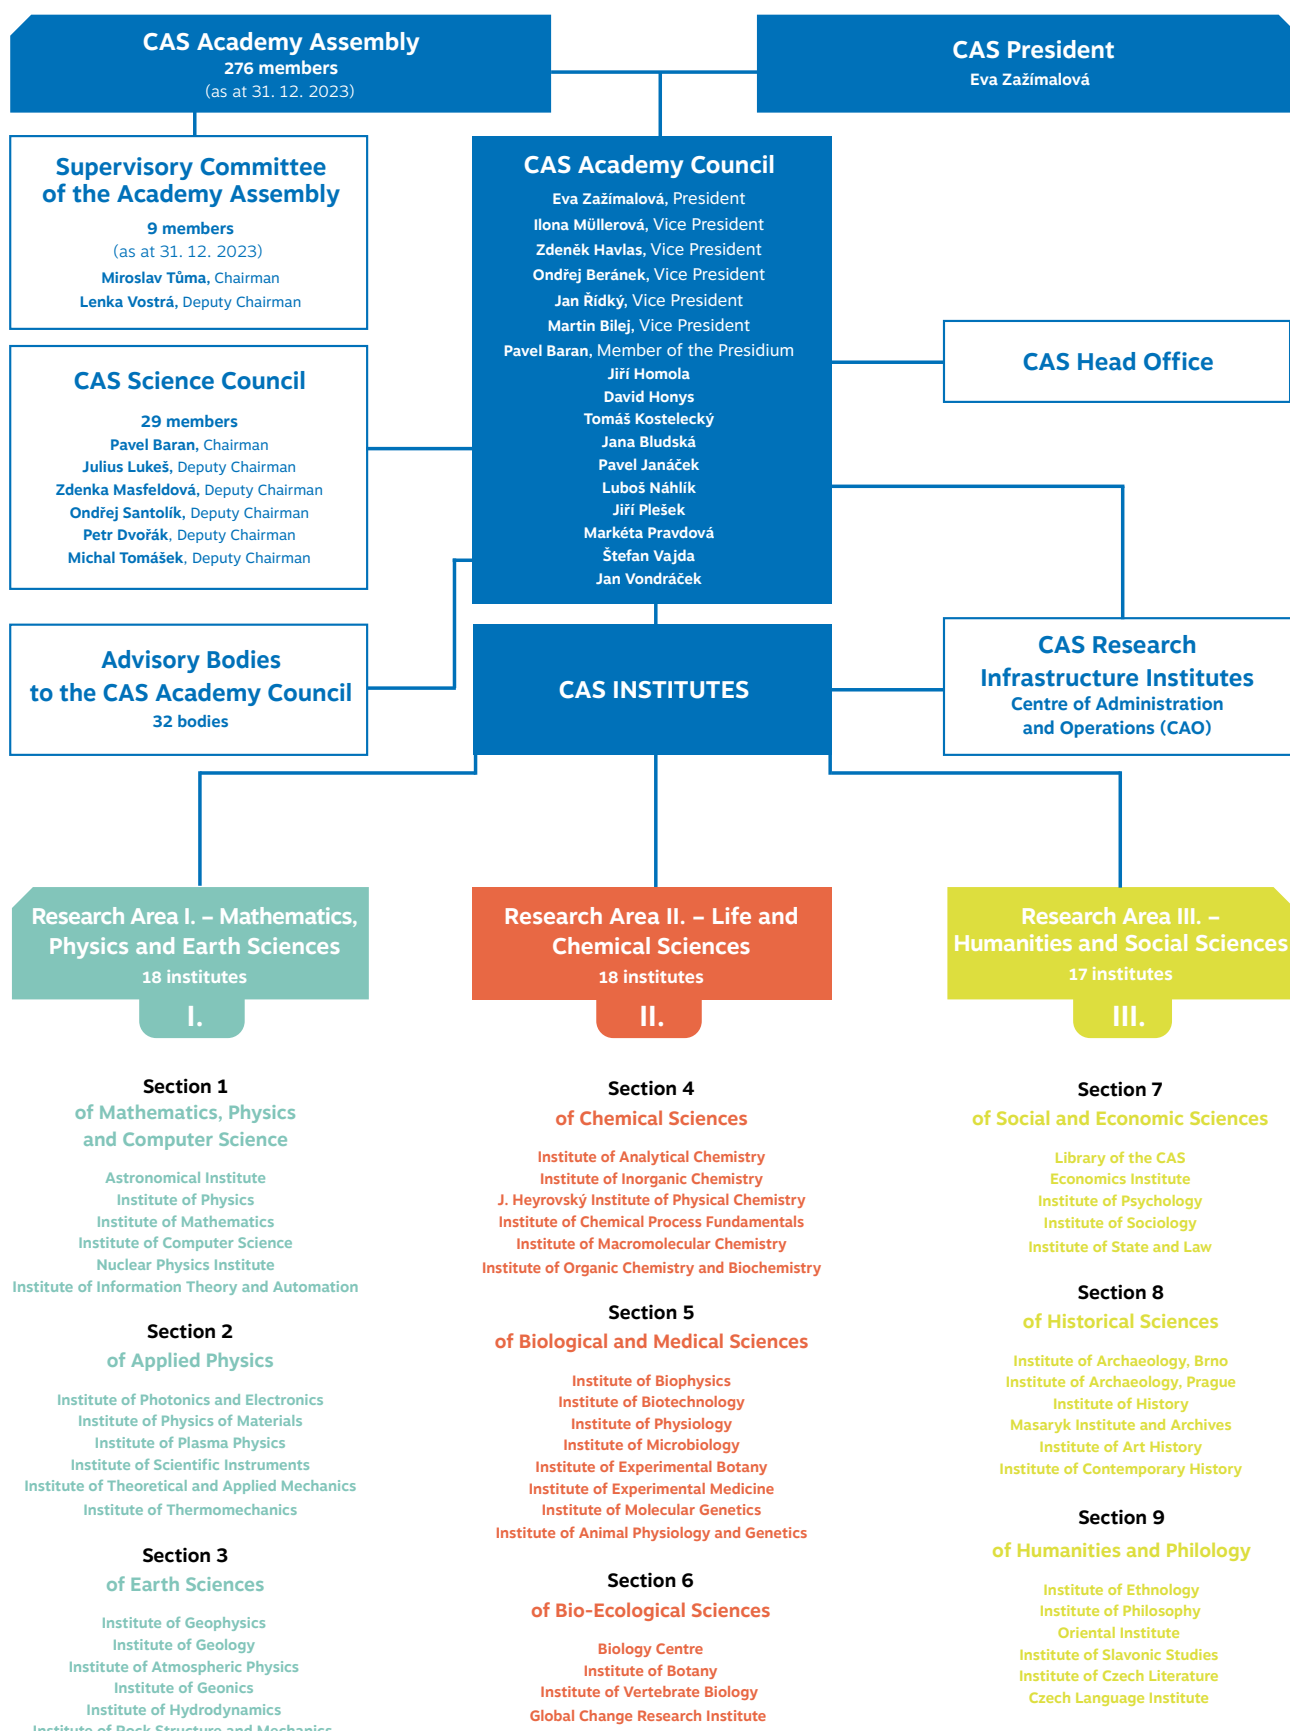 CAS Academy Assembly
276 members
(as at 31. 12. 2023)
CAS President
Eva Zažímalová
Supervisory Committee
of the Academy Assembly
9 members
(as at 31. 12. 2023)
Miroslav Tůma, Chairman
Lenka Vostrá, Deputy Chairman
CAS Academy Council
Eva Zažímalová, President
Ilona Müllerová, Vice President
Zdeněk Havlas, Vice President
Ondřej Beránek, Vice President
Jan Řídký, Vice President
Martin Bilej, Vice President
Pavel Baran, Member of the Presidium
Jiří Homola
David Honys
Tomáš Kostelecký
Jana Bludská
Pavel Janáček
Luboš Náhlík
Jiří Plešek
Markéta Pravdová
Štefan Vajda
Jan Vondráček
CAS Head Office
CAS Science Council
29 members
Pavel Baran, Chairman
Julius Lukeš, Deputy Chairman
Zdenka Masfeldová, Deputy Chairman
Ondřej Santolík, Deputy Chairman
Petr Dvořák, Deputy Chairman
Michal Tomášek, Deputy Chairman
Advisory Bodies
to the CAS Academy Council
32 bodies
CAS INSTITUTES
CAS Research
Infrastructure Institutes
Centre of Administration
and Operations (CAO)
Research Area I. – Mathematics,
Physics and Earth Sciences
18 institutes
I.
Section 1
of Mathematics, Physics
and Computer Science
Astronomical Institute
Institute of Physics
Institute of Mathematics
Institute of Computer Science
Nuclear Physics Institute
Institute of Information Theory and Automation
Section 2
of Applied Physics
Institute of Photonics and Electronics
Institute of Physics of Materials
Institute of Plasma Physics
Institute of Scientific Instruments
Institute of Theoretical and Applied Mechanics
Institute of Thermomechanics
Section 3
of Earth Sciences
Institute of Geophysics
Institute of Geology
Institute of Atmospheric Physics
Institute of Geonics
Institute of Hydrodynamics
Institute of Rock Structure and Mechanics
Research Area II. – Life and
Chemical Sciences
18 institutes
II.
Section 4
of Chemical Sciences
Institute of Analytical Chemistry
Institute of Inorganic Chemistry
J. Heyrovský Institute of Physical Chemistry
Institute of Chemical Process Fundamentals
Institute of Macromolecular Chemistry
Institute of Organic Chemistry and Biochemistry
Section 5
of Biological and Medical Sciences
Institute of Biophysics
Institute of Biotechnology
Institute of Physiology
Institute of Microbiology
Institute of Experimental Botany
Institute of Experimental Medicine
Institute of Molecular Genetics
Institute of Animal Physiology and Genetics
Section 6
of Bio-Ecological Sciences
Biology Centre
Institute of Botany
Institute of Vertebrate Biology
Global Change Research Institute
Research Area III. –
Humanities and Social Sciences
17 institutes
III.
Section 7
of Social and Economic Sciences
Library of the CAS
Economics Institute
Institute of Psychology
Institute of Sociology
Institute of State and Law
Section 8
of Historical Sciences
Institute of Archaeology, Brno
Institute of Archaeology, Prague
Institute of History
Masaryk Institute and Archives
Institute of Art History
Institute of Contemporary History
Section 9
of Humanities and Philology
Institute of Ethnology
Institute of Philosophy
Oriental Institute
Institute of Slavonic Studies
Institute of Czech Literature
Czech Language Institute